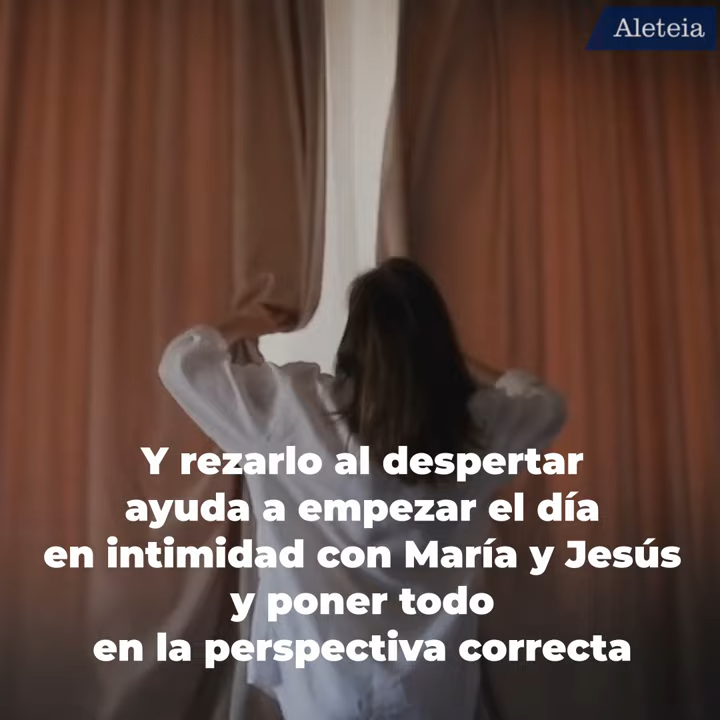 Aleteia
Y rezarlo al despertar
ayuda a empezar el día
en intimidad con María y Jesús
y poner todo
en la perspectiva correcta